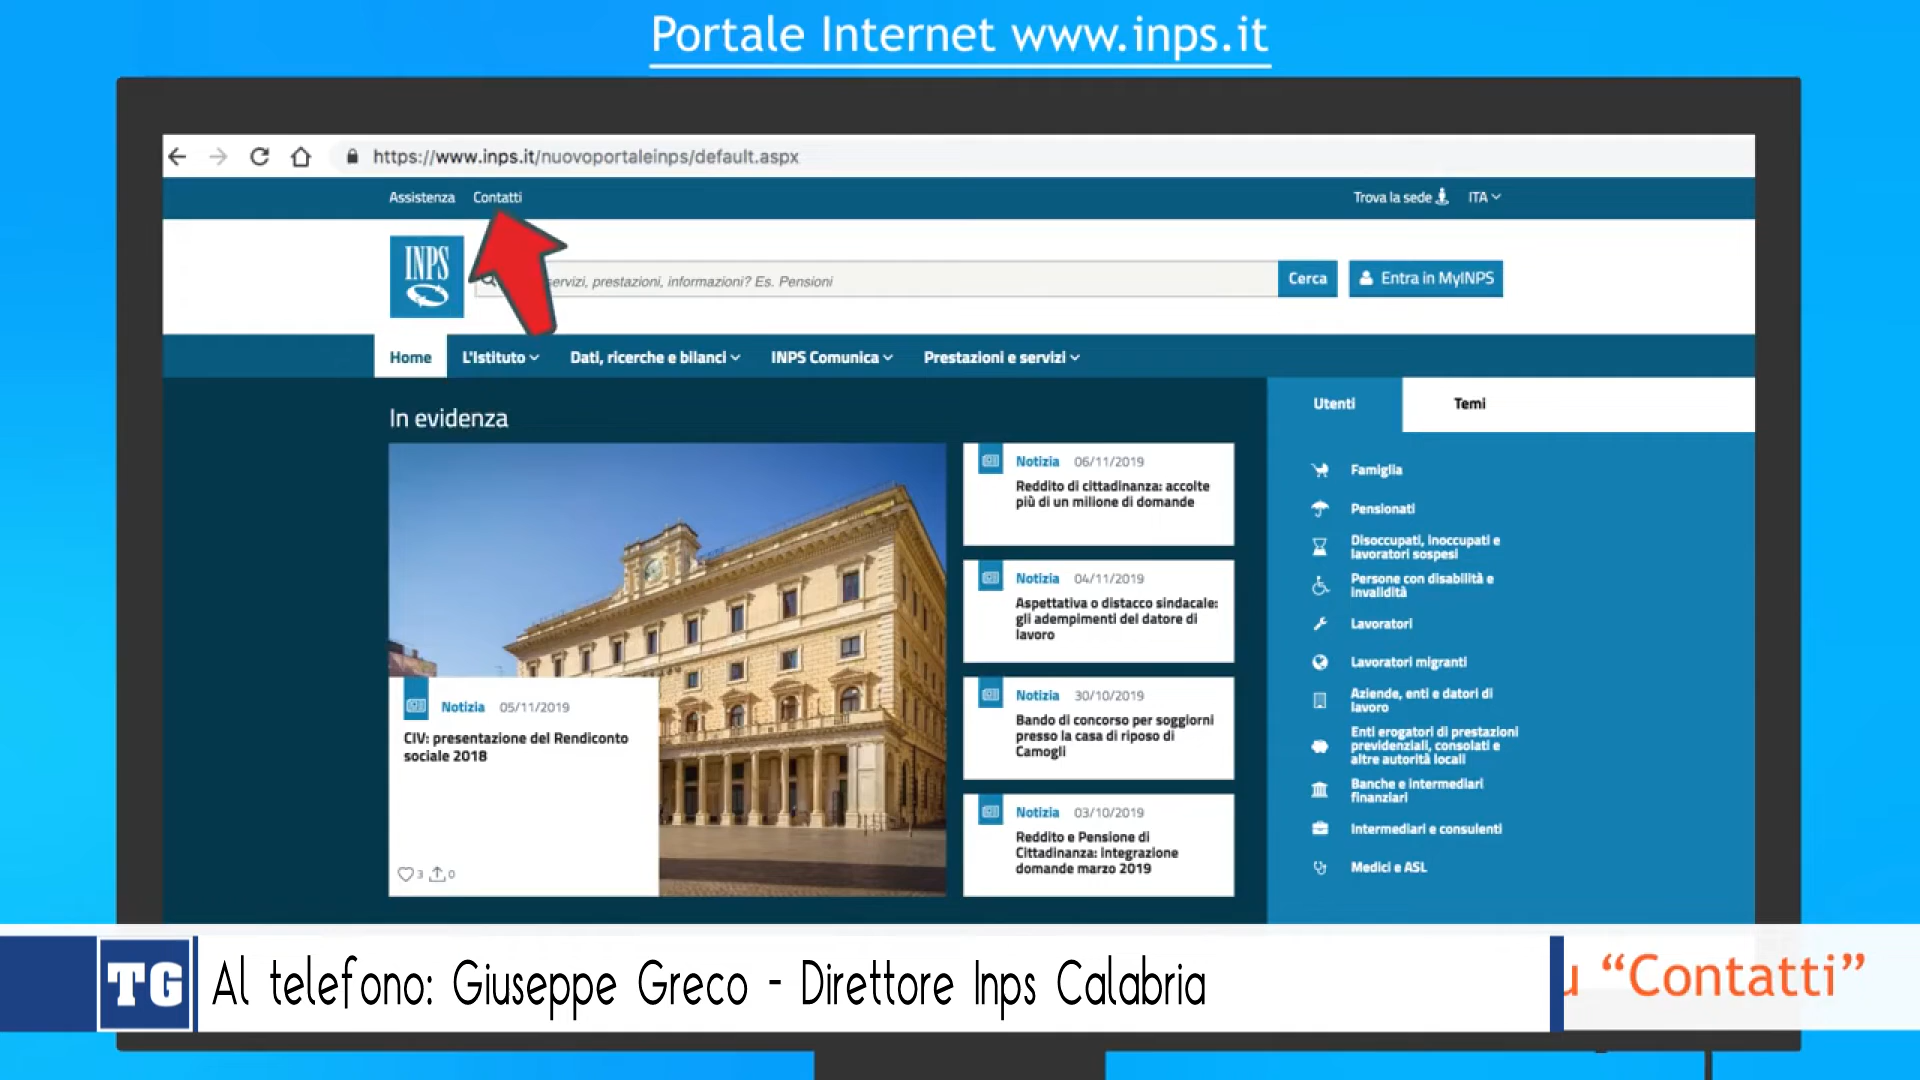 Portale Internet www.inps.it
https://www.inps.it/nuovoportaleinps/default.aspx
Assistenza Contatti
Trova la sede ITA
INPS
servizi, prestazioni, informazioni? Es. Pensioni
Cerca
Entra in MyINPS
Home L'Istituto Dati, ricerche e bilanci INPS Comunica Prestazioni e servizi
In evidenza
Notizia 05/11/2019
CIV: presentazione del Rendiconto
sociale 2018
3 0
Notizia 06/11/2019
Reddito di cittadinanza: accolte
più di un milione di domande
Notizia 04/11/2019
Aspettativa o distacco sindacale:
gli adempimenti del datore di
lavoro
Notizia 30/10/2019
Bando di concorso per soggiorni
presso la casa di riposo di
Camogli
Notizia 03/10/2019
Reddito e Pensione di
Cittadinanza: integrazione
domande marzo 2019
Utenti Temi
Famiglia
Pensionati
Disoccupati, inoccupati e
lavoratori sospesi
Persone con disabilità e
invalidità
Lavoratori
Lavoratori migranti
Aziende, enti e datori di
lavoro
Enti erogatori di prestazioni
previdenziali, consolati e
altre autorità locali
Banche e intermediari
finanziari
Intermediari e consulenti
Medici e ASL
TG
Al telefono: Giuseppe Greco - Direttore Inps Calabria
"Contatti"